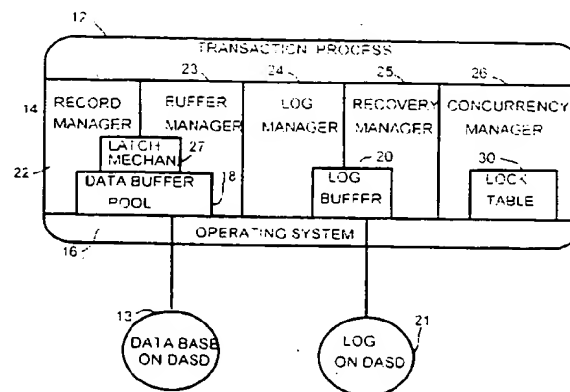 12
TRANSACTION PROCESS
23
24
25
26
14
RECORD
MANAGER
BUFFER
MANAGER
LOG
MANAGER
RECOVERY
MANAGER
CONCURRENCY
MANAGER
LATCH
MECHAN
27
22
DATA BUFFER
POOL
18
20
LOG
BUFFER
30
LOCK
TABLE
16
OPERATING SYSTEM
13
DATA BASE
ON DASD
LOG
ON DASD
21